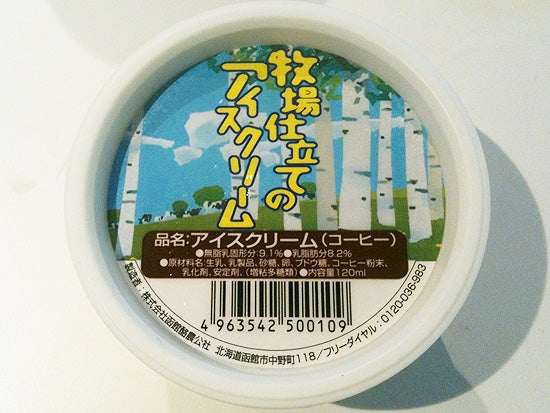 牧場仕立ての
アイスクリーム
品名:アイスクリーム(コーヒー)
●無脂乳固形分 9.1% ●乳脂肪分8.2%
●原材料名:生乳、乳製品、砂糖、卵、ブドウ糖、コーヒー粉末、
乳化剤、安定剤、(増粘多糖類) ●内容量120ml
4 963542 500109
製造者:株式会社函館酪農公社 北海道函館市中野町118/フリーダイヤル:0120-036-983